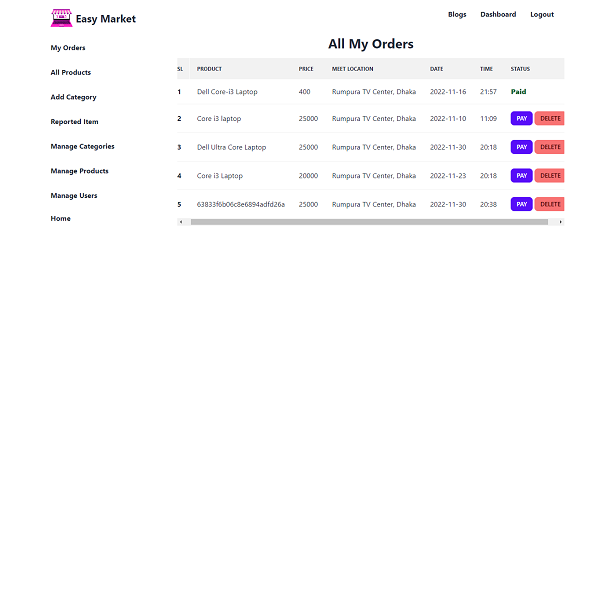 Easy Market
Blogs Dashboard Logout
My Orders
All Products
Add Category
Reported Item
Manage Categories
Manage Products
Manage Users
Home
All My Orders
SL PRODUCT PRICE MEET LOCATION DATE TIME STATUS
1 Dell Core-i3 Laptop 400 Rumpura TV Center, Dhaka 2022-11-16 21:57 Paid
2 Core i3 laptop 25000 Rumpura TV Center, Dhaka 2022-11-10 11:09 PAY DELETE
3 Dell Ultra Core Laptop 25000 Rumpura TV Center, Dhaka 2022-11-30 20:18 PAY DELETE
4 Core i3 Laptop 20000 Rumpura TV Center, Dhaka 2022-11-23 20:18 PAY DELETE
5 63833f6b06c8e6894adfd26a 25000 Rumpura TV Center, Dhaka 2022-11-30 20:38 PAY DELETE